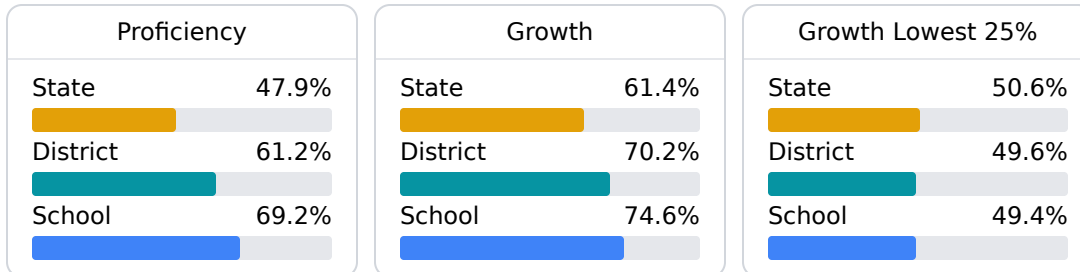 Proficiency
State 47.9%
District 61.2%
School 69.2%
Growth
State 61.4%
District 70.2%
School 74.6%
Growth Lowest 25%
State 50.6%
District 49.6%
School 49.4%